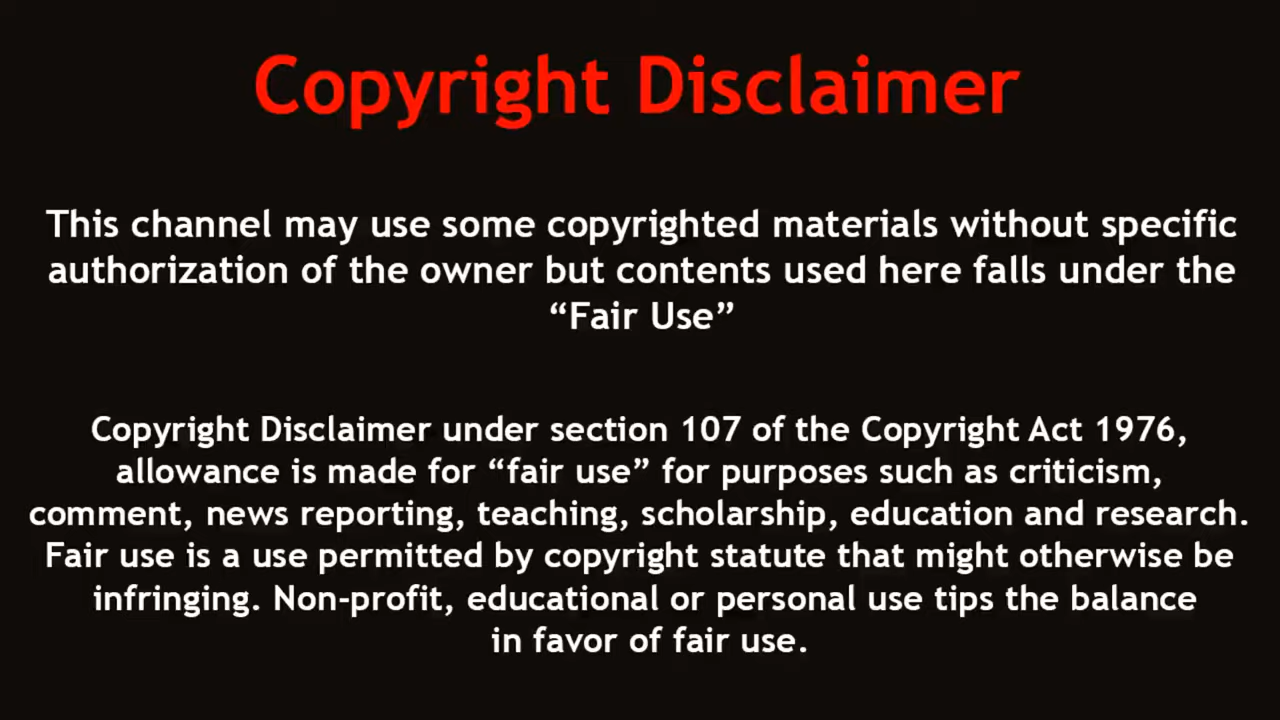 Copyright Disclaimer
This channel may use some copyrighted materials without specific
authorization of the owner but contents used here falls under the
“Fair Use”
Copyright Disclaimer under section 107 of the Copyright Act 1976,
allowance is made for “fair use” for purposes such as criticism,
comment, news reporting, teaching, scholarship, education and research.
Fair use is a use permitted by copyright statute that might otherwise be
infringing. Non-profit, educational or personal use tips the balance
in favor of fair use.